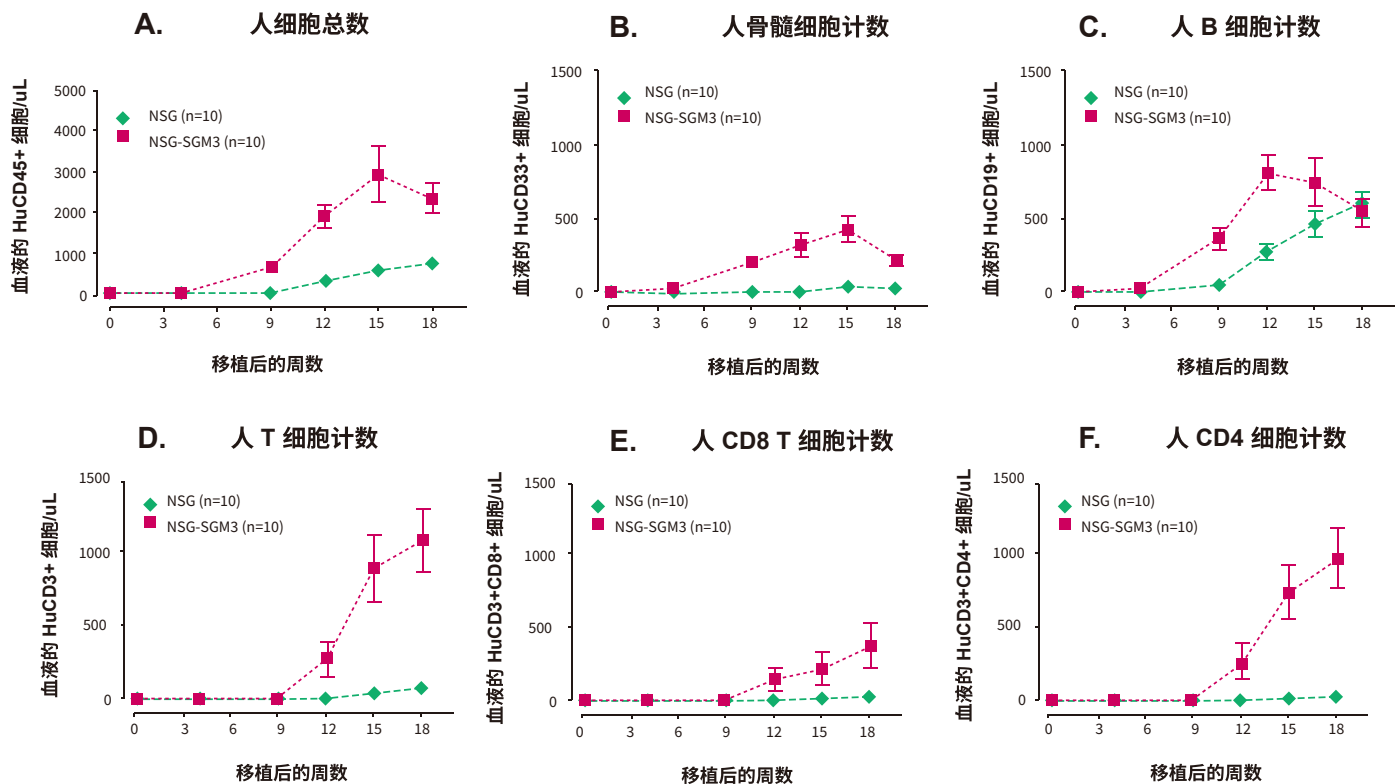 A. 人细胞总数
血液的 HuCD45+ 细胞/uL
5000
4000
3000
2000
1000
0
NSG (n=10)
NSG-SGM3 (n=10)
0 3 6 9 12 15 18
移植后的周数
B. 人骨髓细胞计数
血液的 HuCD33+ 细胞/uL
1500
1000
500
0
NSG (n=10)
NSG-SGM3 (n=10)
0 3 6 9 12 15 18
移植后的周数
C. 人 B 细胞计数
血液的 HuCD19+ 细胞/uL
1500
1000
500
0
NSG (n=10)
NSG-SGM3 (n=10)
0 3 6 9 12 15 18
移植后的周数
D. 人 T 细胞计数
血液的 HuCD3+ 细胞/uL
1500
1000
500
0
NSG (n=10)
NSG-SGM3 (n=10)
0 3 6 9 12 15 18
移植后的周数
E. 人 CD8 T 细胞计数
血液的 HuCD3+CD8+ 细胞/uL
1500
1000
500
0
NSG (n=10)
NSG-SGM3 (n=10)
0 3 6 9 12 15 18
移植后的周数
F. 人 CD4 细胞计数
血液的 HuCD3+CD4+ 细胞/uL
1500
1000
500
0
NSG (n=10)
NSG-SGM3 (n=10)
0 3 6 9 12 15 18
移植后的周数